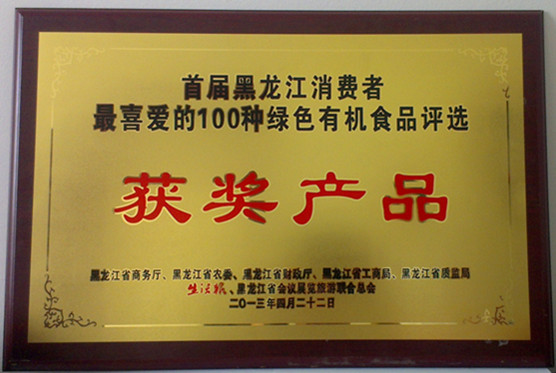 首届黑龙江消费者
最喜爱的100种绿色有机食品评选
获奖产品
黑龙江省商务厅、黑龙江省农委、黑龙江省财政厅、黑龙江省工商局、黑龙江省质监局
生活报、黑龙江省会议展览旅游联合总会
二〇一三年四月二十二日